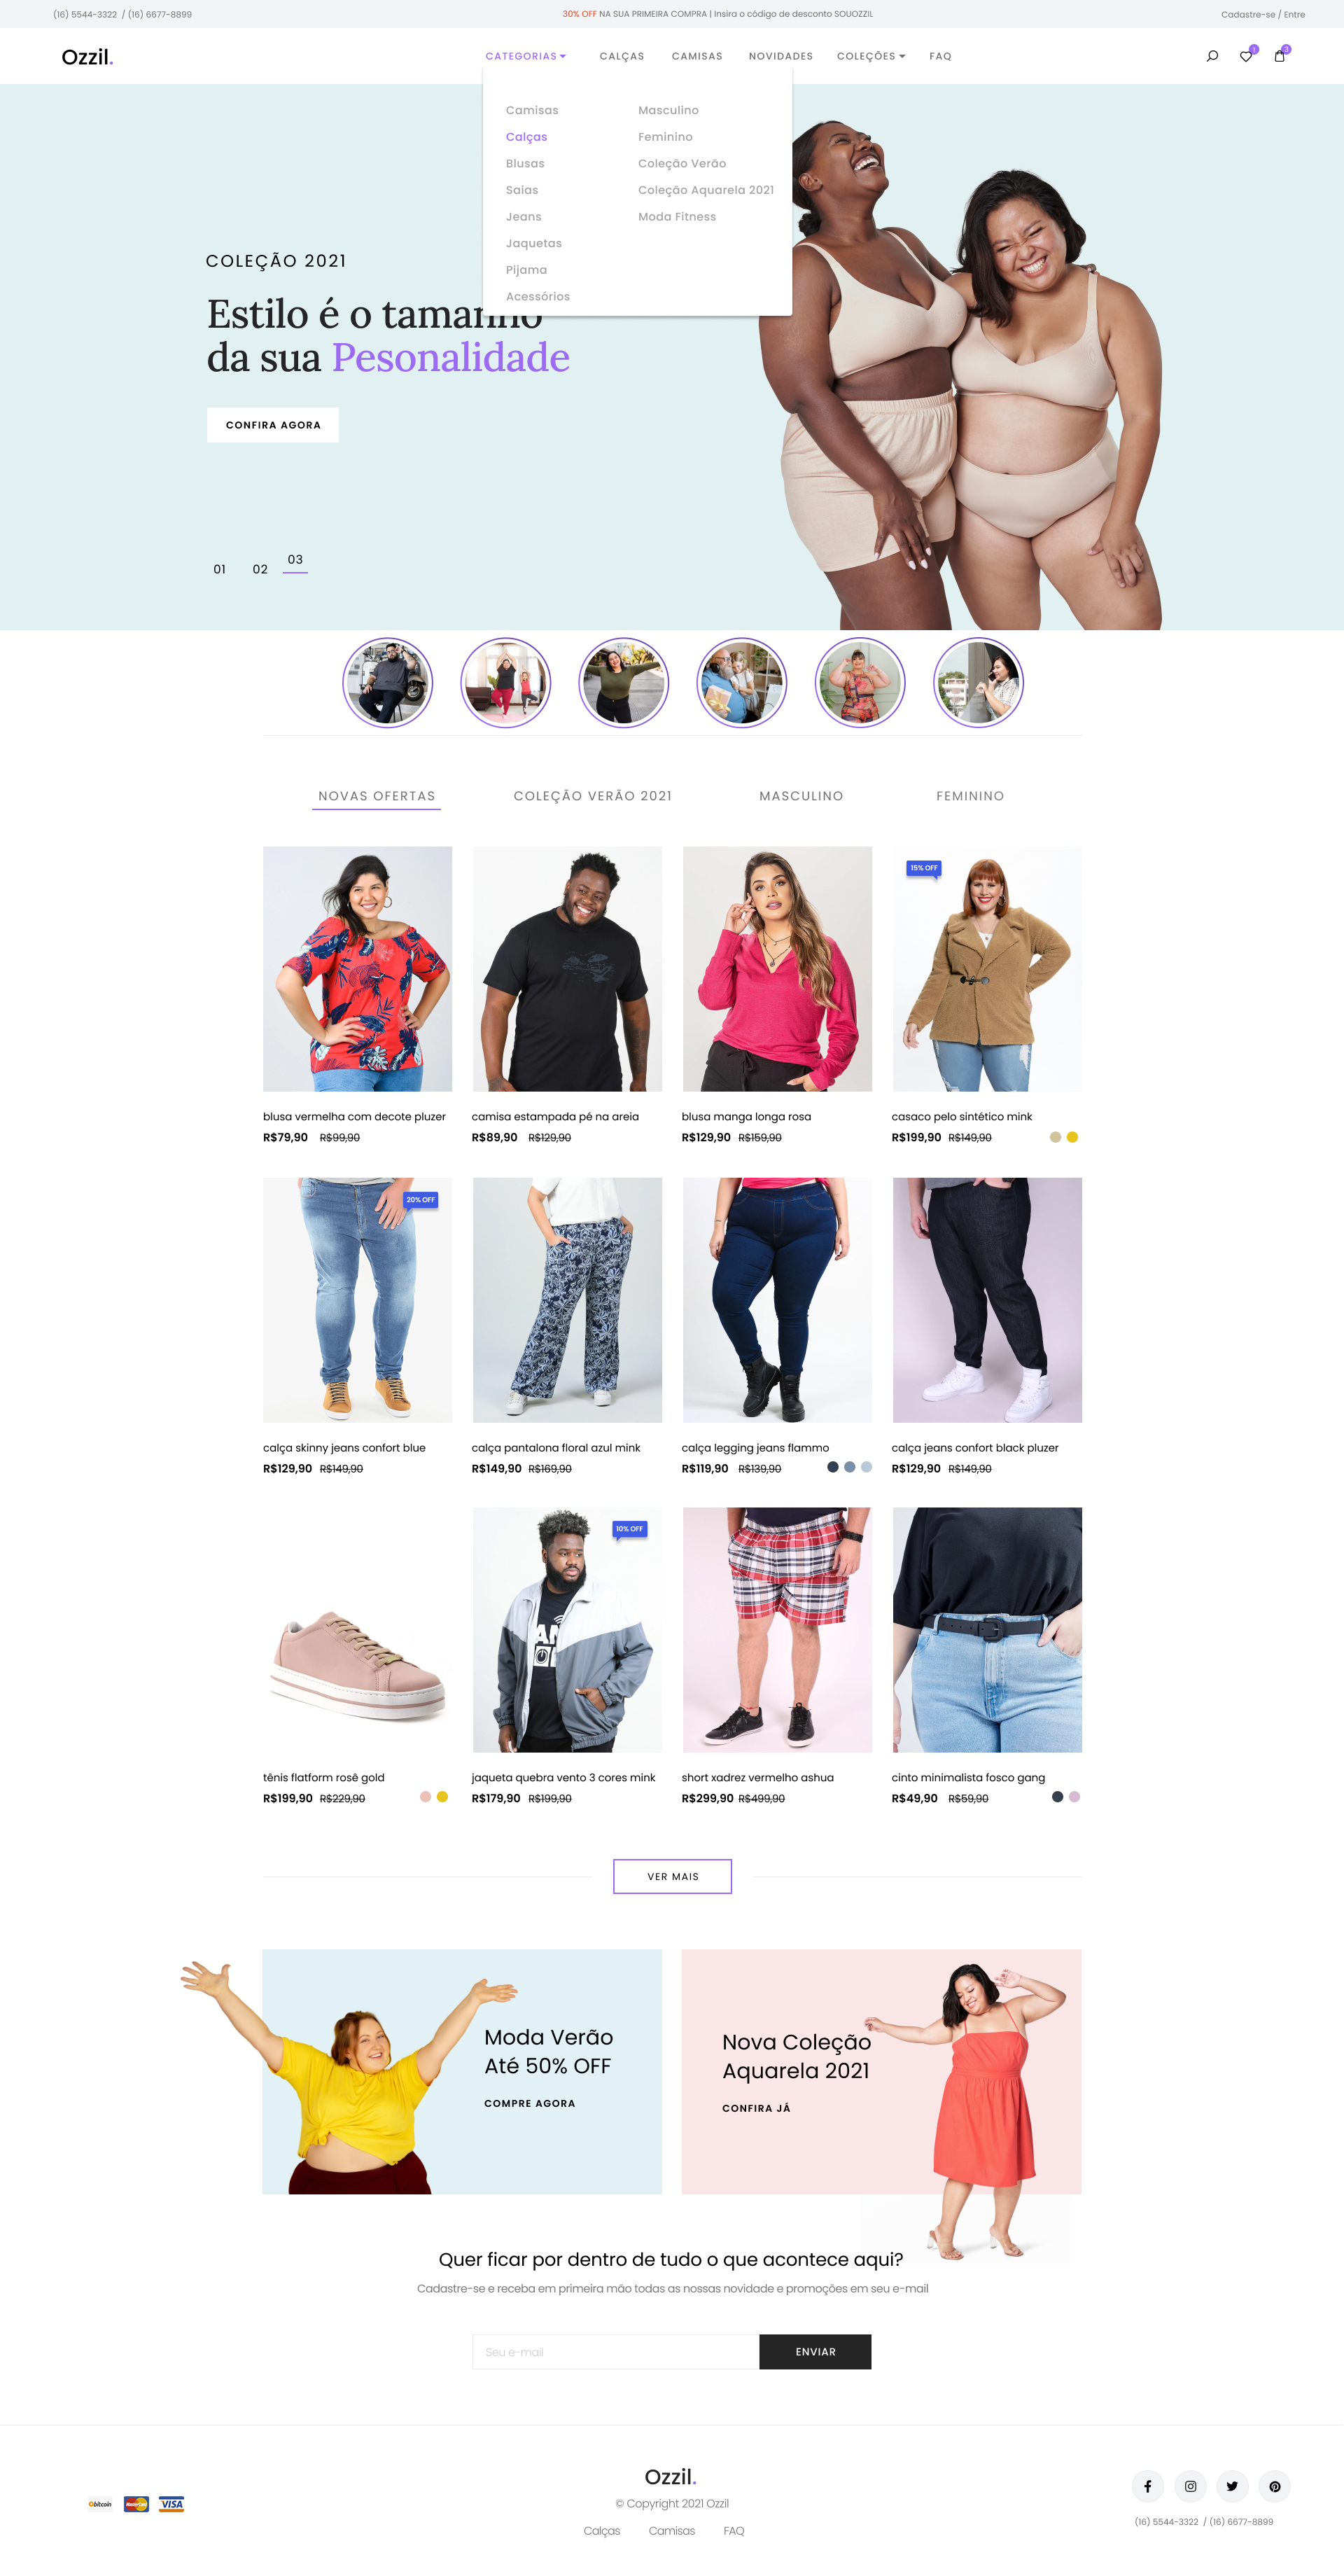 (16) 5544-3322 / (16) 6677-8899
30% OFF NA SUA PRIMEIRA COMPRA | Insira o código de desconto SOUOZZIL
Cadastre-se / Entre
Ozzil.
CATEGORIAS
CALÇAS
CAMISAS
NOVIDADES
COLEÇÕES
FAQ
1
3
Camisas
Calças
Blusas
Saias
Jeans
Jaquetas
Pijama
Acessórios
Masculino
Feminino
Coleção Verão
Coleção Aquarela 2021
Moda Fitness
COLEÇÃO 2021
Estilo é o tamanho
da sua Pesonalidade
CONFIRA AGORA
01
02
03
NOVAS OFERTAS
COLEÇÃO VERÃO 2021
MASCULINO
FEMININO
15% OFF
blusa vermelha com decote pluzer
R$79,90 R$99,90
camisa estampada pé na areia
R$89,90 R$129,90
blusa manga longa rosa
R$129,90 R$159,90
casaco pelo sintético mink
R$199,90 R$149,90
20% OFF
calça skinny jeans confort blue
R$129,90 R$149,90
calça pantalona floral azul mink
R$149,90 R$169,90
calça legging jeans flammo
R$119,90 R$139,90
calça jeans confort black pluzer
R$129,90 R$149,90
10% OFF
tênis flatform rosê gold
R$199,90 R$229,90
jaqueta quebra vento 3 cores mink
R$179,90 R$199,90
short xadrez vermelho ashua
R$299,90 R$499,90
cinto minimalista fosco gang
R$49,90 R$59,90
VER MAIS
Moda Verão
Até 50% OFF
COMPRE AGORA
Nova Coleção
Aquarela 2021
CONFIRA JÁ
Quer ficar por dentro de tudo o que acontece aqui?
Cadastre-se e receba em primeira mão todas as nossas novidade e promoções em seu e-mail
Seu e-mail
ENVIAR
bitcoin
MasterCard
VISA
Ozzil.
© Copyright 2021 Ozzil
Calças
Camisas
FAQ
(16) 5544-3322 / (16) 6677-8899